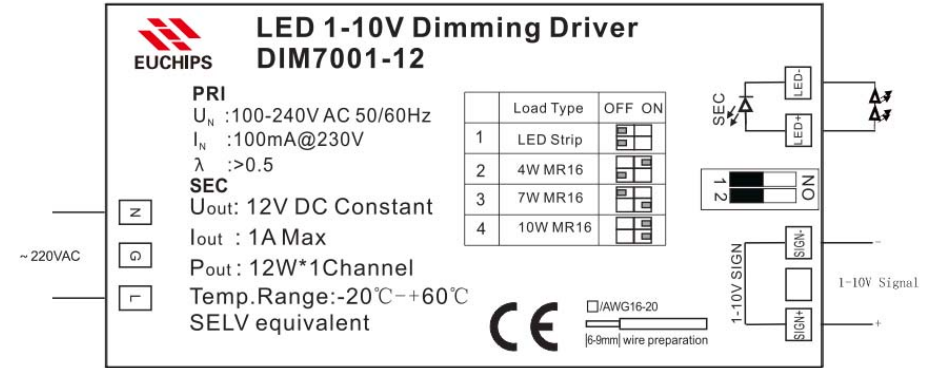 LED 1-10V Dimming Driver
EUCHIPS
DIM7001-12
PRI
U_N :100-240V AC 50/60Hz
I_N :100mA@230V
λ :>0.5
SEC
Uout: 12V DC Constant
Iout : 1A Max
Pout : 12W*1Channel
Temp.Range:-20℃-+60℃
SELV equivalent
Load Type OFF ON
1 LED Strip
2 4W MR16
3 7W MR16
4 10W MR16
CE
□/AWG16-20
6-9mm wire preparation
~220VAC
N
G
L
SEC
LED-
LED+
1 2 ON
1-10V SIGN
SIGN-
SIGN+
-
1-10V Signal
+